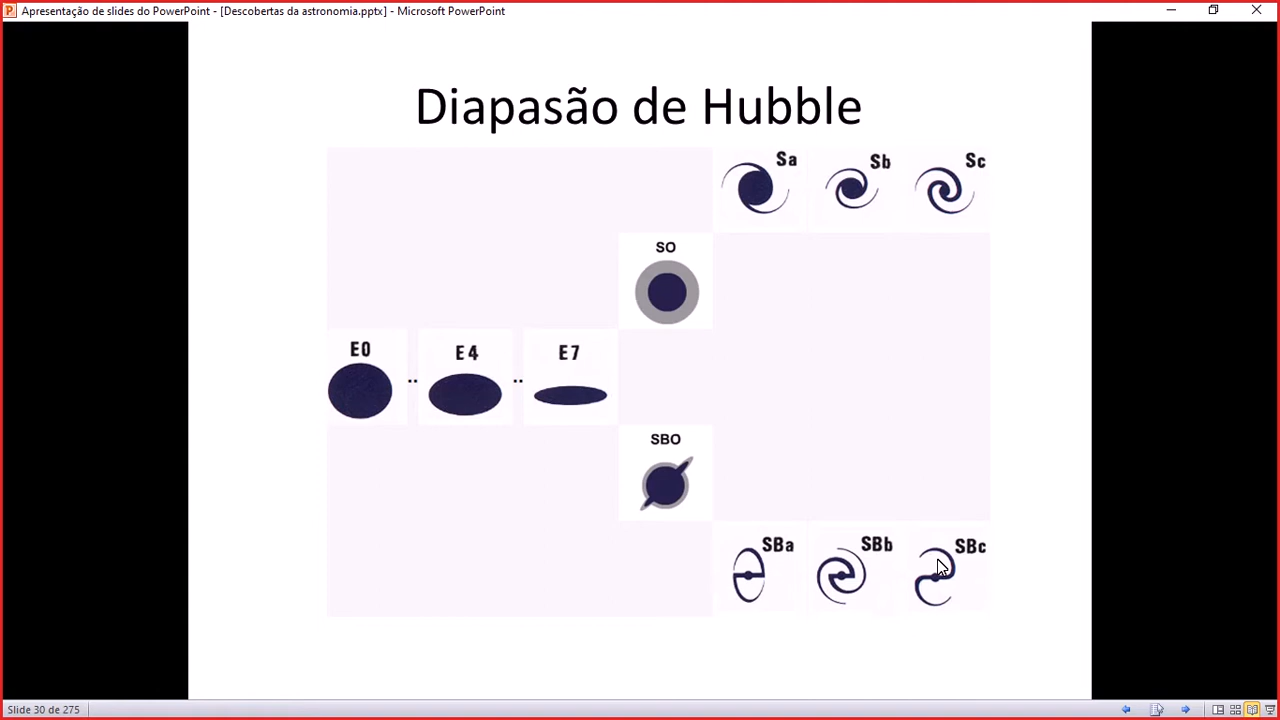 Apresentação de slides do PowerPoint - [Descobertas da astronomia.pptx] - Microsoft PowerPoint
Diapasão de Hubble
Sa Sb Sc
SO
E0 E4 E7
SBO
SBa SBb SBc
Slide 30 de 275